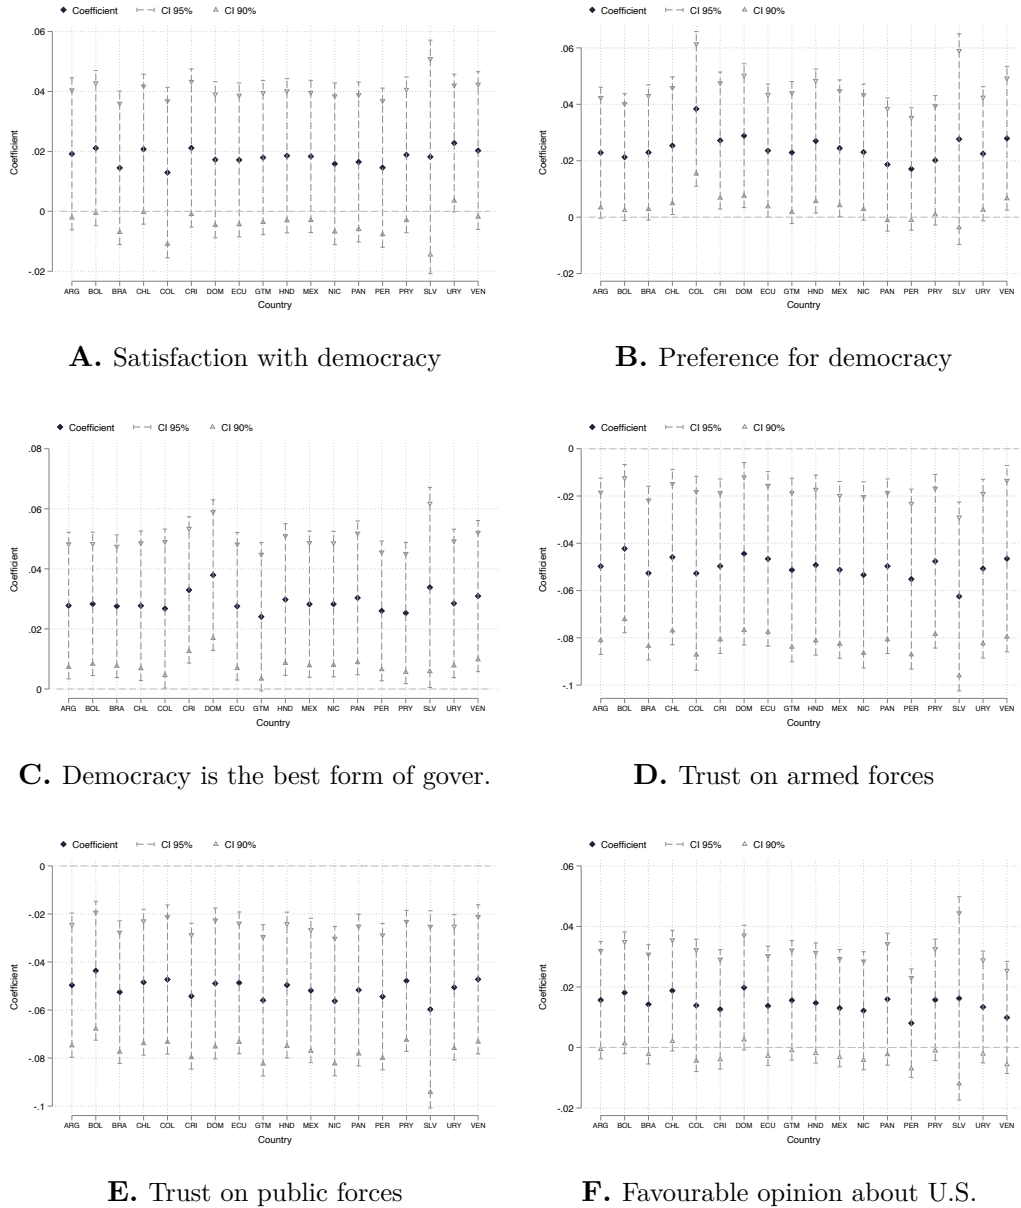 Coefficient CI 95% CI 90%
.06
.04
.02
0
-.02
Coefficient
ARG BOL BRA CHL COL CRI DOM ECU GTM HND MEX NIC PAN PER PRY SLV URY VEN
Country
A. Satisfaction with democracy
Coefficient CI 95% CI 90%
.06
.04
.02
0
-.02
Coefficient
ARG BOL BRA CHL COL CRI DOM ECU GTM HND MEX NIC PAN PER PRY SLV URY VEN
Country
B. Preference for democracy
Coefficient CI 95% CI 90%
.08
.06
.04
.02
0
Coefficient
ARG BOL BRA CHL COL CRI DOM ECU GTM HND MEX NIC PAN PER PRY SLV URY VEN
Country
C. Democracy is the best form of gover.
Coefficient CI 95% CI 90%
0
-.02
-.04
-.06
-.08
-.1
Coefficient
ARG BOL BRA CHL COL CRI DOM ECU GTM HND MEX NIC PAN PER PRY SLV URY VEN
Country
D. Trust on armed forces
Coefficient CI 95% CI 90%
0
-.02
-.04
-.06
-.08
-.1
Coefficient
ARG BOL BRA CHL COL CRI DOM ECU GTM HND MEX NIC PAN PER PRY SLV URY VEN
Country
E. Trust on public forces
Coefficient CI 95% CI 90%
.06
.04
.02
0
-.02
Coefficient
ARG BOL BRA CHL COL CRI DOM ECU GTM HND MEX NIC PAN PER PRY SLV URY VEN
Country
F. Favourable opinion about U.S.